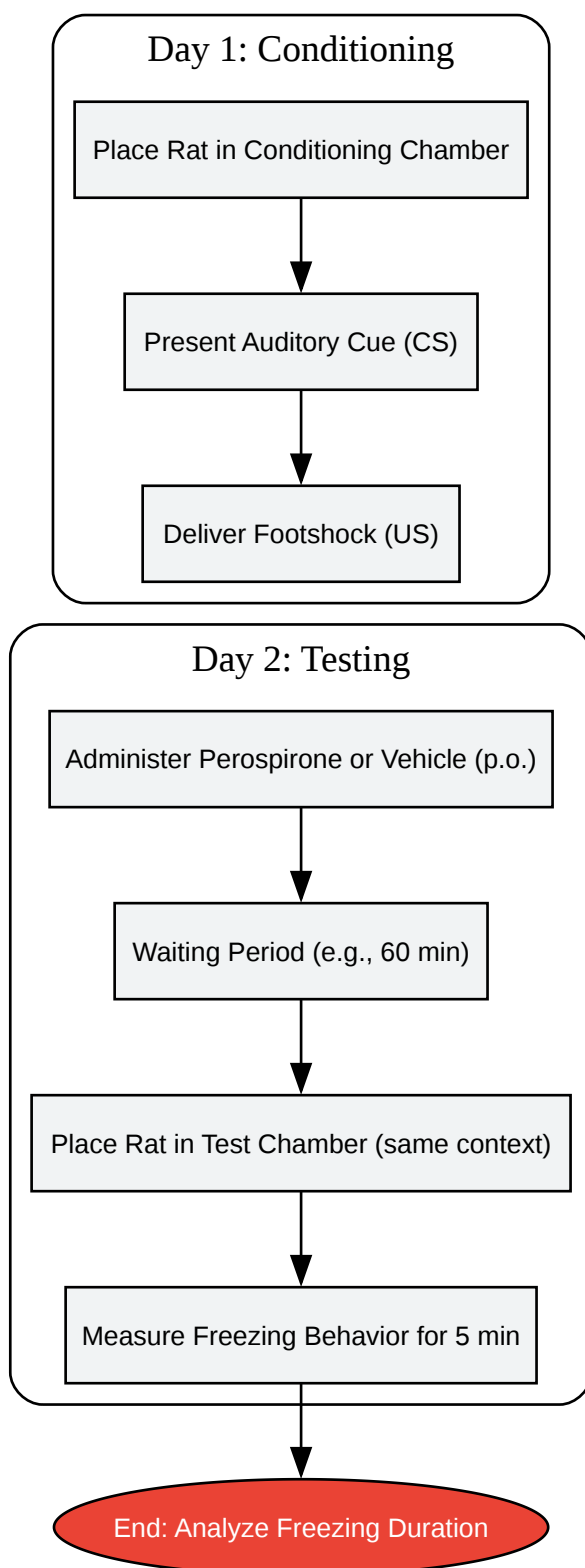 Day 1: Conditioning
Place Rat in Conditioning Chamber
Present Auditory Cue (CS)
Deliver Footshock (US)
Day 2: Testing
Administer Perospirone or Vehicle (p.o.)
Waiting Period (e.g., 60 min)
Place Rat in Test Chamber (same context)
Measure Freezing Behavior for 5 min
End: Analyze Freezing Duration